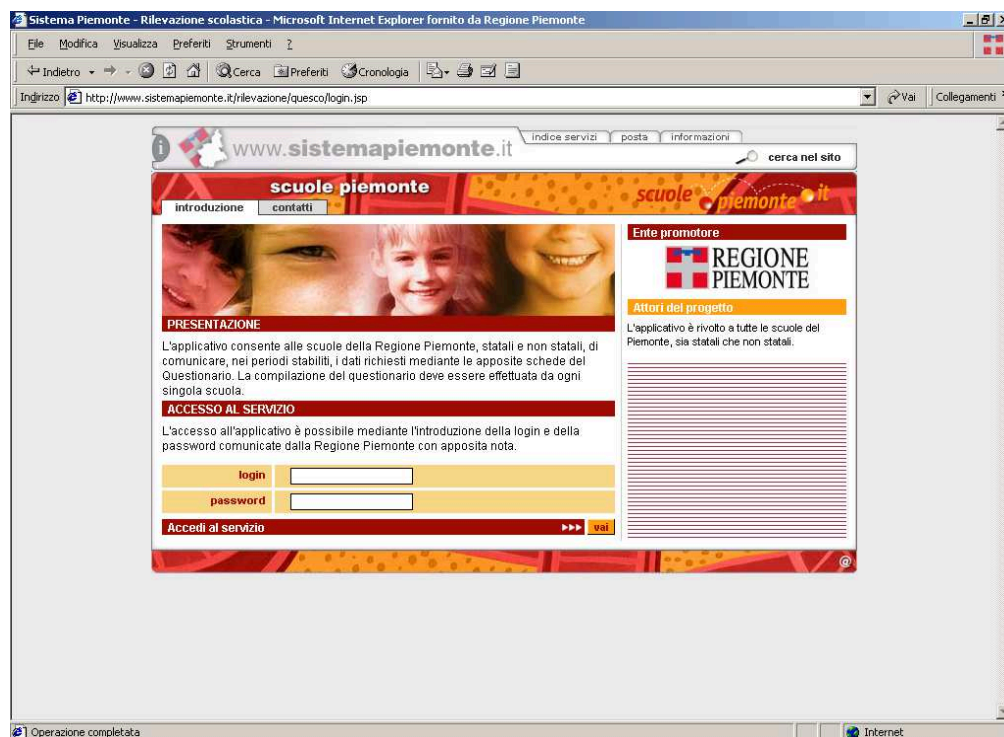 Sistema Piemonte - Rilevazione scolastica - Microsoft Internet Explorer fornito da Regione Piemonte
File Modifica Visualizza Preferiti Strumenti ?
Indietro Cerca Preferiti Cronologia
Indirizzo http://www.sistemapiemonte.it/rilevazione/quesco/login.jsp Vai Collegamenti
i www.sistemapiemonte.it indice servizi posta informazioni
cerca nel sito
scuole piemonte scuole piemonte it
introduzione contatti
Ente promotore
REGIONE
PIEMONTE
Attori del progetto
L'applicativo è rivolto a tutte le scuole del
Piemonte, sia statali che non statali.
PRESENTAZIONE
L'applicativo consente alle scuole della Regione Piemonte, statali e non statali, di
comunicare, nei periodi stabiliti, i dati richiesti mediante le apposite schede del
Questionario. La compilazione del questionario deve essere effettuata da ogni
singola scuola.
ACCESSO AL SERVIZIO
L'accesso all'applicativo è possibile mediante l'introduzione della login e della
password comunicate dalla Regione Piemonte con apposita nota.
login
password
Accedi al servizio vai
@
Operazione completata Internet